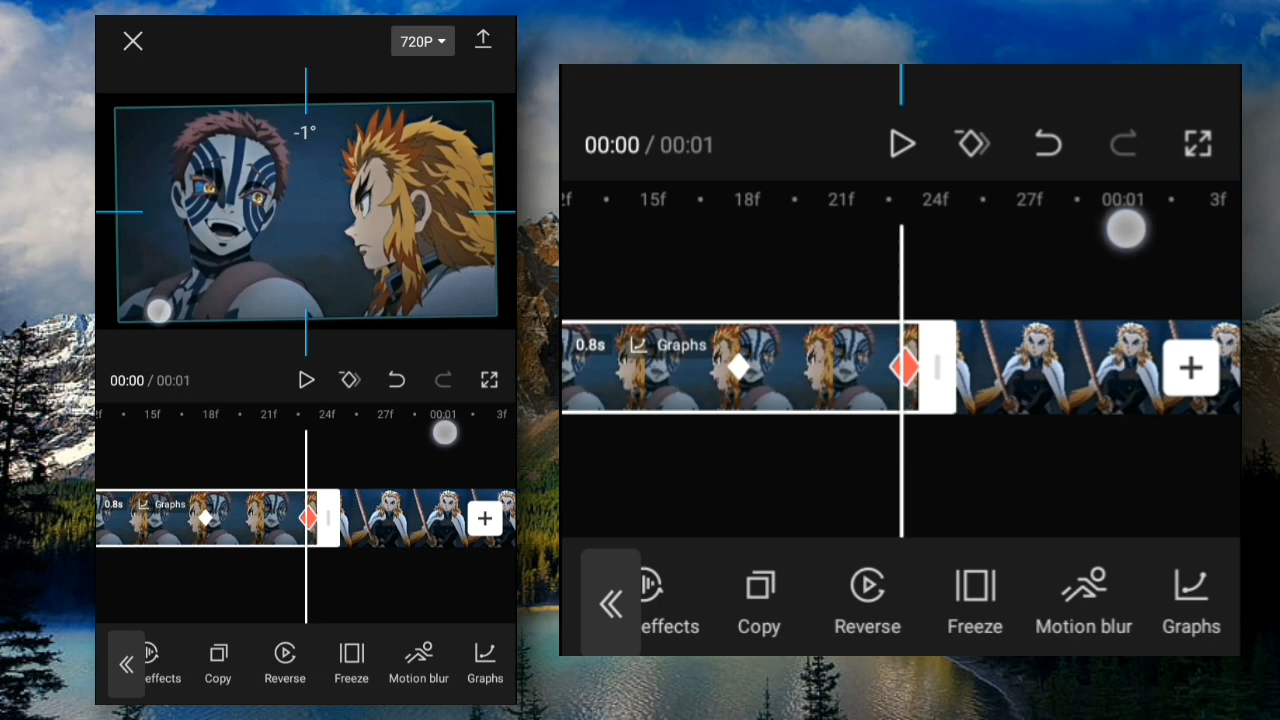 720P
-1°
00:00 / 00:01
15f
18f
21f
24f
27f
00:01
3f
0.8s
Graphs
effects
Copy
Reverse
Freeze
Motion blur
Graphs
00:00 / 00:01
15f
18f
21f
24f
27f
00:01
3f
0.8s
Graphs
effects
Copy
Reverse
Freeze
Motion blur
Graphs